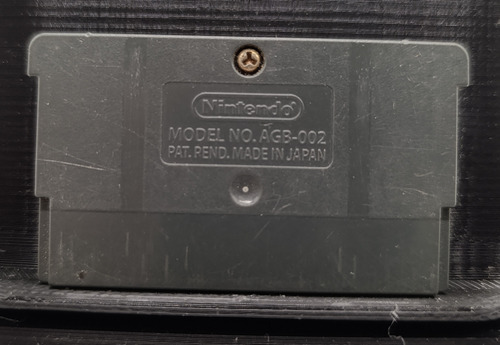 Nintendo
MODEL NO. AGB-002
PAT. PEND. MADE IN JAPAN